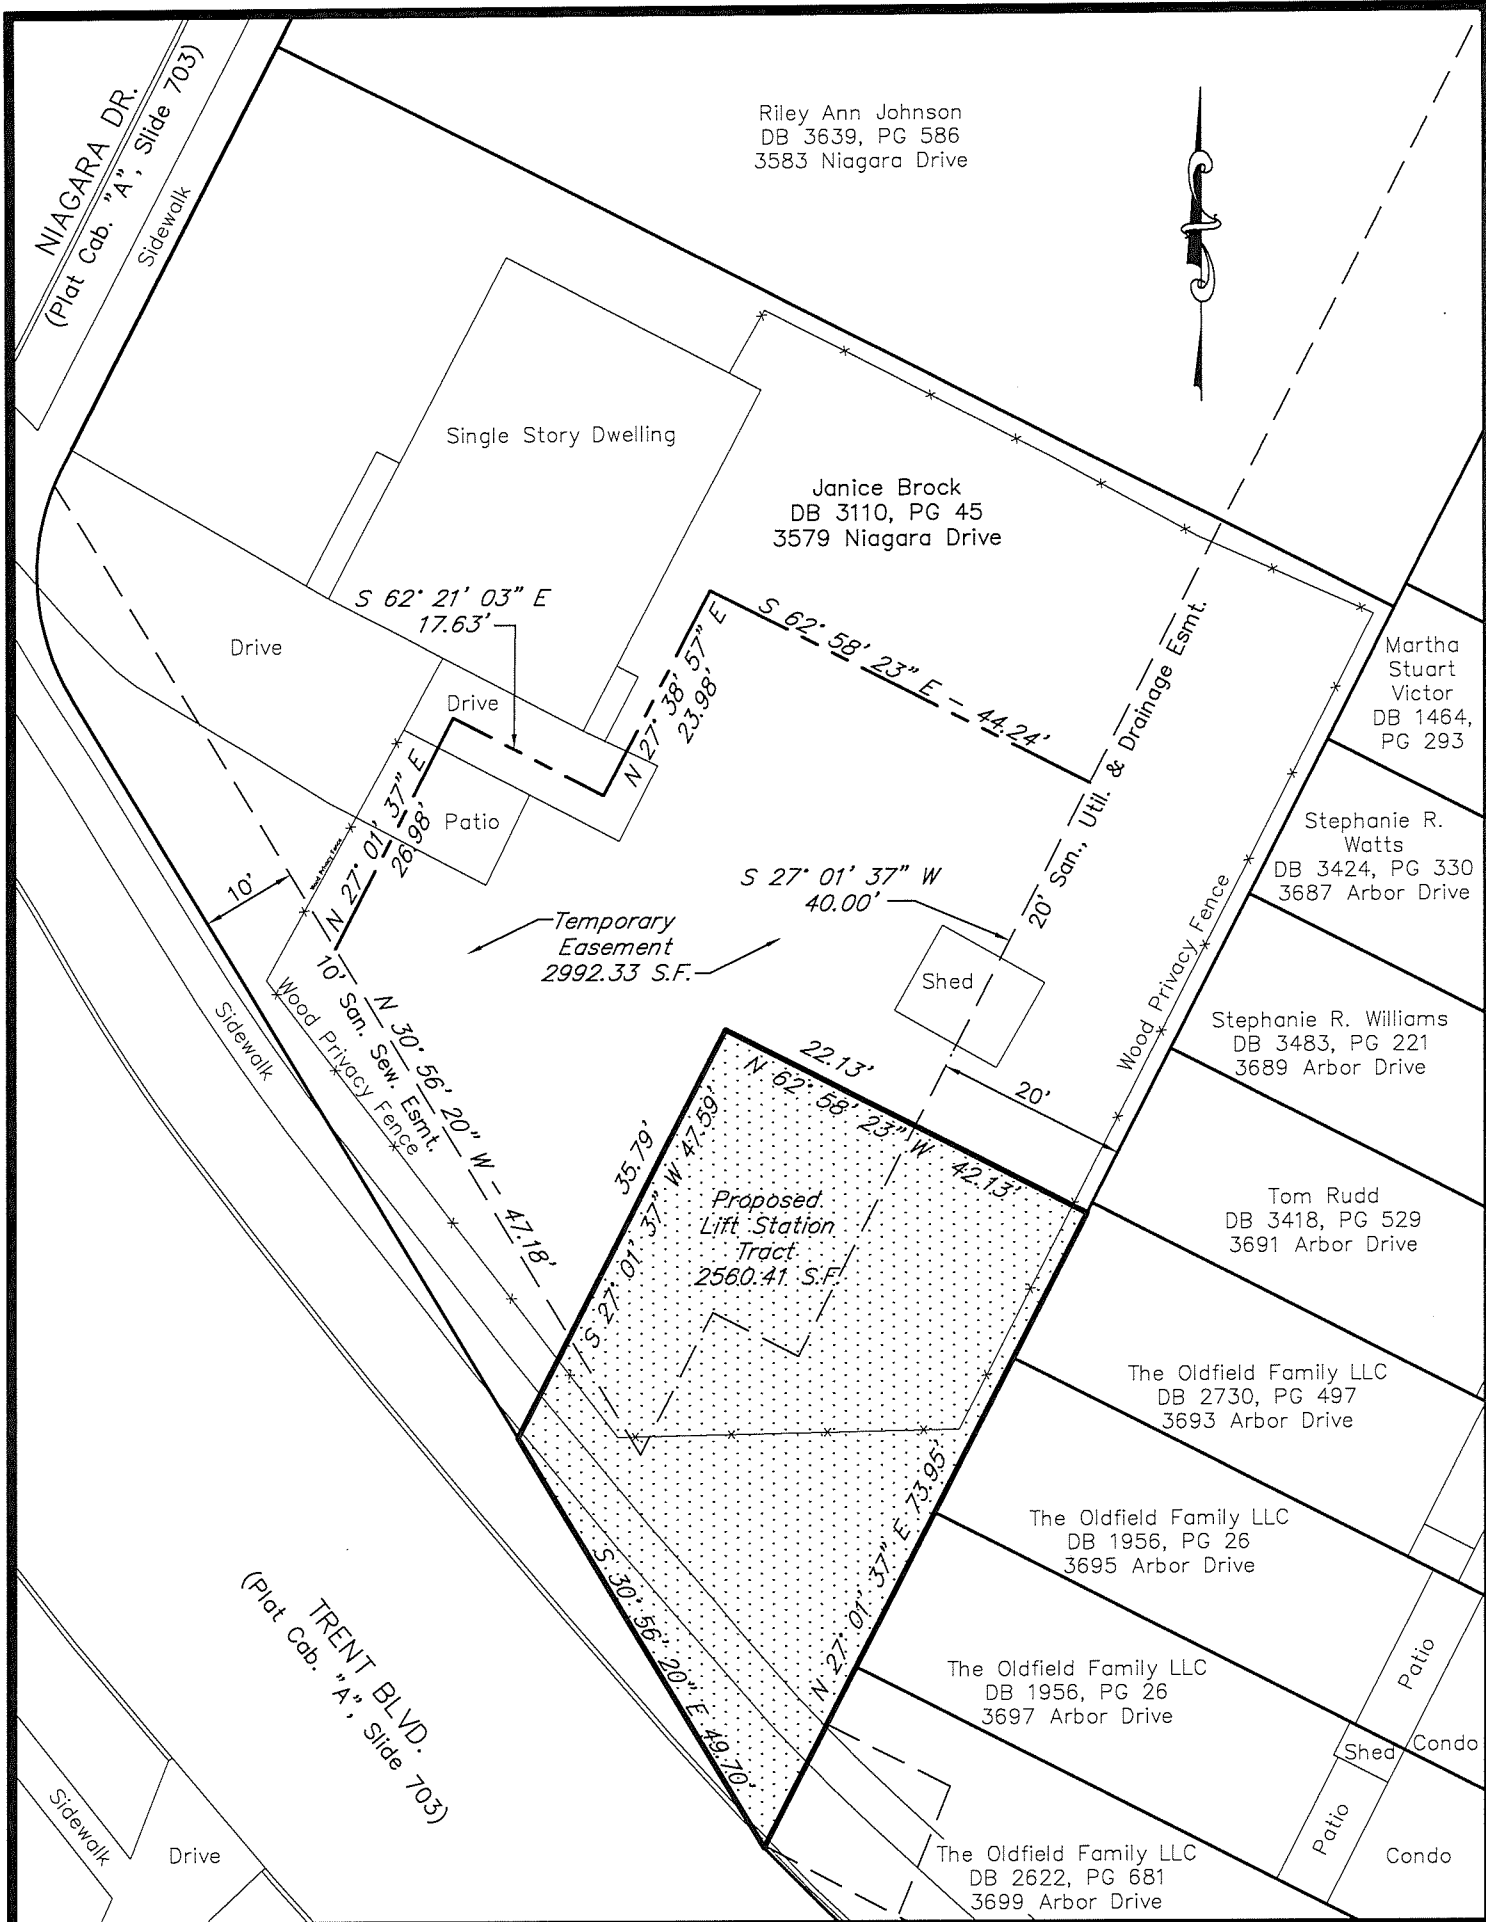 NIAGARA DR.
(Plat Cab. "A", Slide 703)
Sidewalk
Riley Ann Johnson
DB 3639, PG 586
3583 Niagara Drive
Single Story Dwelling
Janice Brock
DB 3110, PG 45
3579 Niagara Drive
S 62° 21' 03" E
17.63'
Drive
Drive
N 27° 38' 57" E
23.98'
S 62° 58' 23" E - 44.24'
20' San., Util. & Drainage Esmt.
Martha
Stuart
Victor
DB 1464,
PG 293
N 27° 01' 37" E
26.98'
Patio
Wood Privacy Fence
10'
Stephanie R.
Watts
DB 3424, PG 330
3687 Arbor Drive
S 27° 01' 37" W
40.00'
Temporary
Easement
2992.33 S.F.
Shed
Wood Privacy Fence
Sidewalk
Wood Privacy Fence
10' San. Sew. Esmt.
N 30° 56' 20" W - 47.18'
Stephanie R. Williams
DB 3483, PG 221
3689 Arbor Drive
22.13'
N 62° 58' 23" W 42.13'
20'
35.79'
S 27° 01' 37" W 47.59'
Proposed
Lift Station
Tract
2560.41 S.F.
Tom Rudd
DB 3418, PG 529
3691 Arbor Drive
The Oldfield Family LLC
DB 2730, PG 497
3693 Arbor Drive
N 27° 01' 37" E 73.95'
S 30° 56' 20" E 49.70'
The Oldfield Family LLC
DB 1956, PG 26
3695 Arbor Drive
TRENT BLVD.
(Plat Cab. "A", Slide 703)
The Oldfield Family LLC
DB 1956, PG 26
3697 Arbor Drive
Patio
Shed
Condo
Patio
Condo
Sidewalk
Drive
The Oldfield Family LLC
DB 2622, PG 681
3699 Arbor Drive